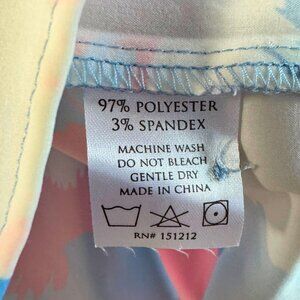 97% POLYESTER
3% SPANDEX
MACHINE WASH
DO NOT BLEACH
GENTLE DRY
MADE IN CHINA
RN# 151212